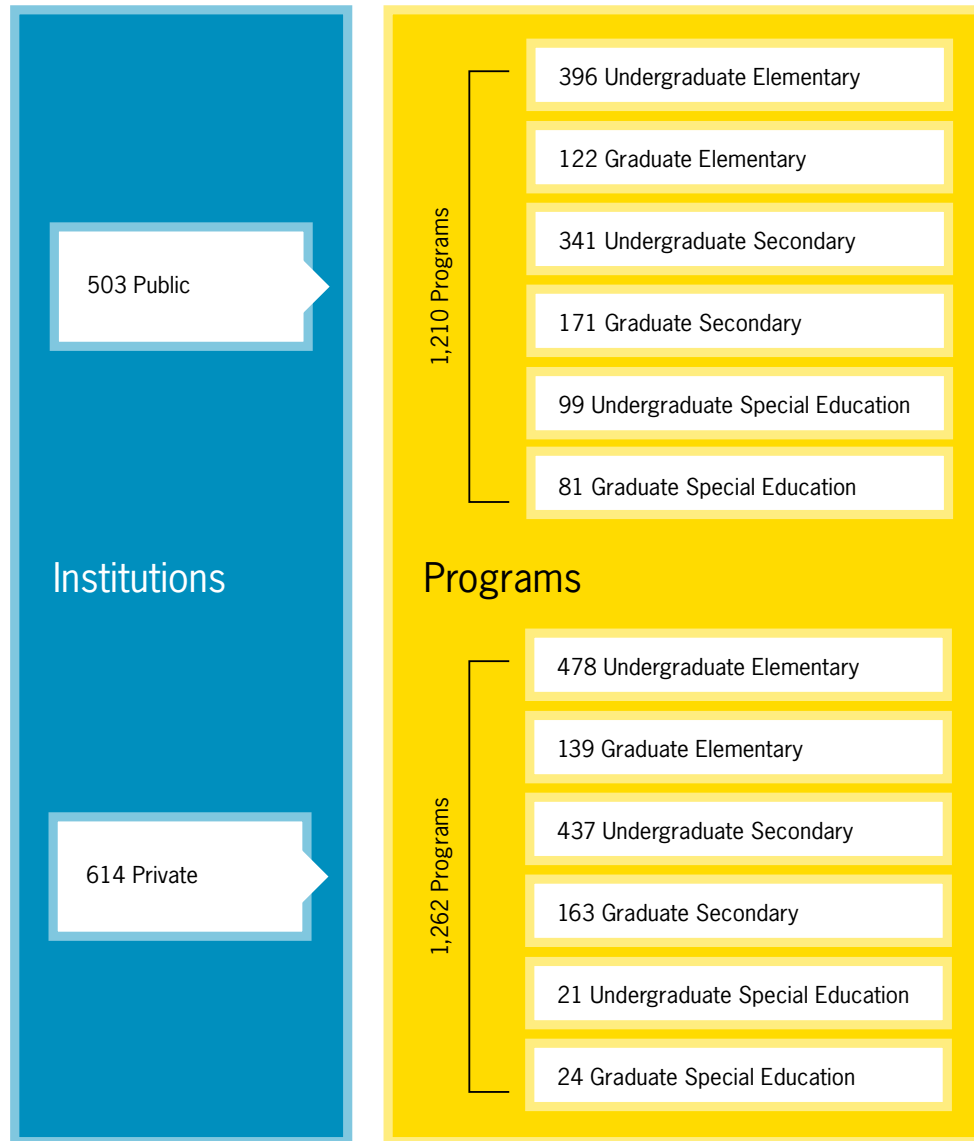 396 Undergraduate Elementary
122 Graduate Elementary
341 Undergraduate Secondary
503 Public
1,210 Programs
171 Graduate Secondary
99 Undergraduate Special Education
81 Graduate Special Education
Institutions
Programs
478 Undergraduate Elementary
139 Graduate Elementary
437 Undergraduate Secondary
614 Private
1,262 Programs
163 Graduate Secondary
21 Undergraduate Special Education
24 Graduate Special Education